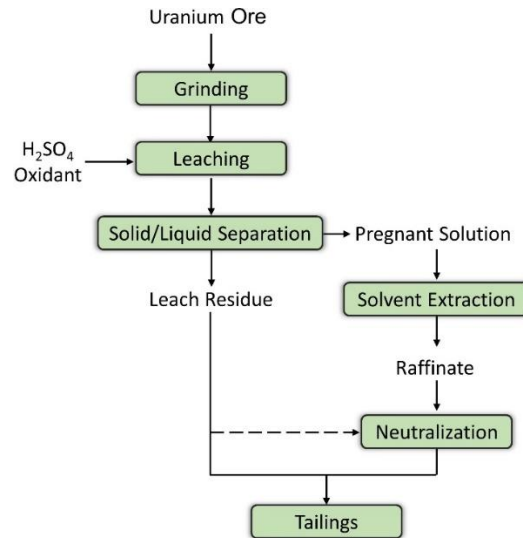 Uranium Ore
Grinding
H₂SO₄
Oxidant
Leaching
Solid/Liquid Separation
Pregnant Solution
Leach Residue
Solvent Extraction
Raffinate
Neutralization
Tailings